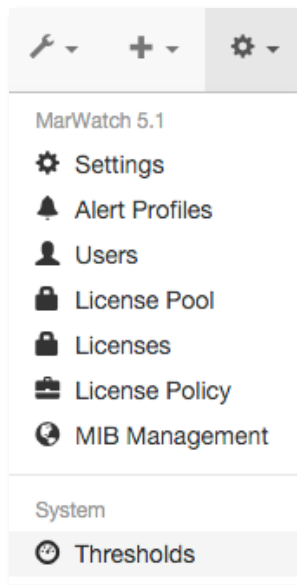 MarWatch 5.1
Settings
Alert Profiles
Users
License Pool
Licenses
License Policy
MIB Management
System
Thresholds